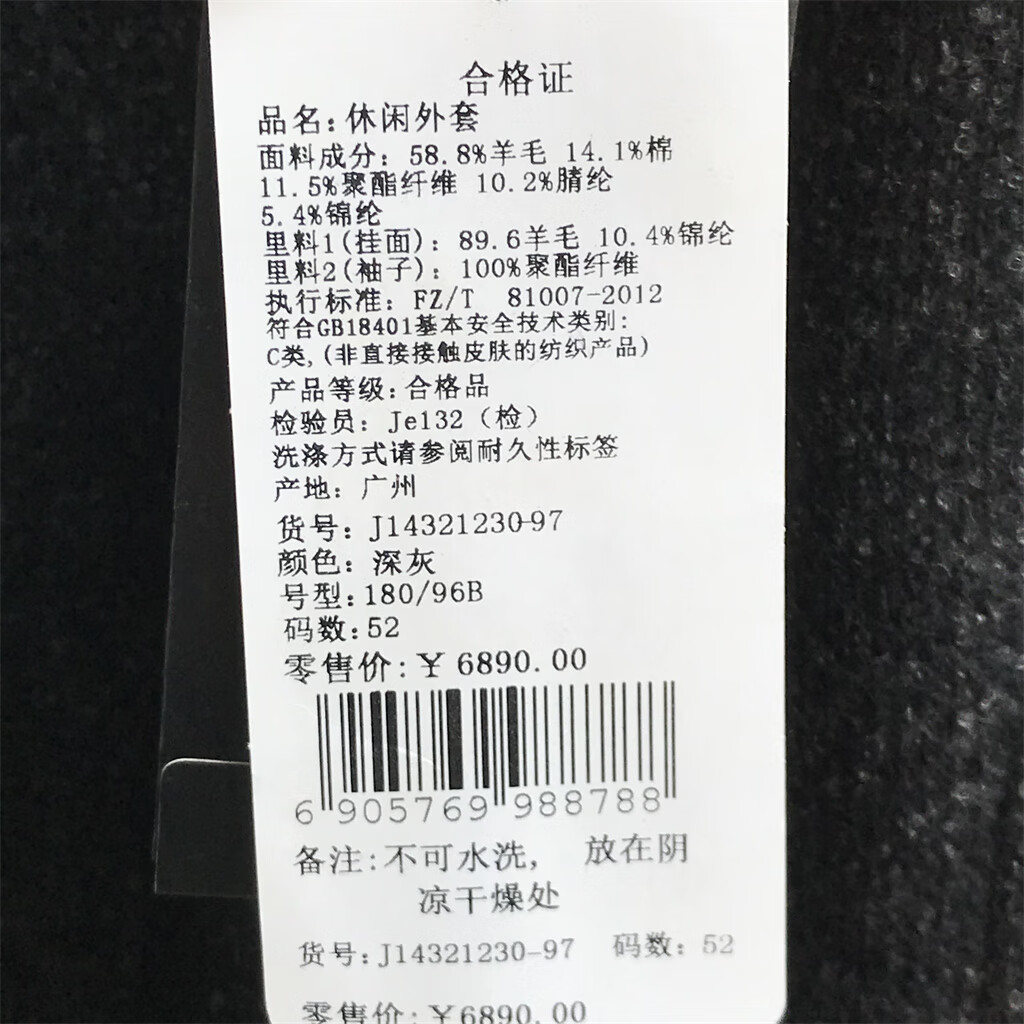 合格证
品名:休闲外套
面料成分: 58.8%羊毛 14.1%棉
11.5%聚酯纤维 10.2%腈纶
5.4%锦纶
里料1(挂面): 89.6羊毛 10.4%锦纶
里料2(袖子): 100%聚酯纤维
执行标准: FZ/T 81007-2012
符合GB18401基本安全技术类别:
C类,(非直接接触皮肤的纺织产品)
产品等级:合格品
检验员: Je132（检）
洗涤方式请参阅耐久性标签
产地: 广州
货号: J14321230-97
颜色: 深灰
号型:180/96B
码数:52
零售价:￥6890.00
6 905769 988788
备注:不可水洗, 放在阴
凉干燥处
货号:J14321230-97 码数: 52
零售价:￥6890.00